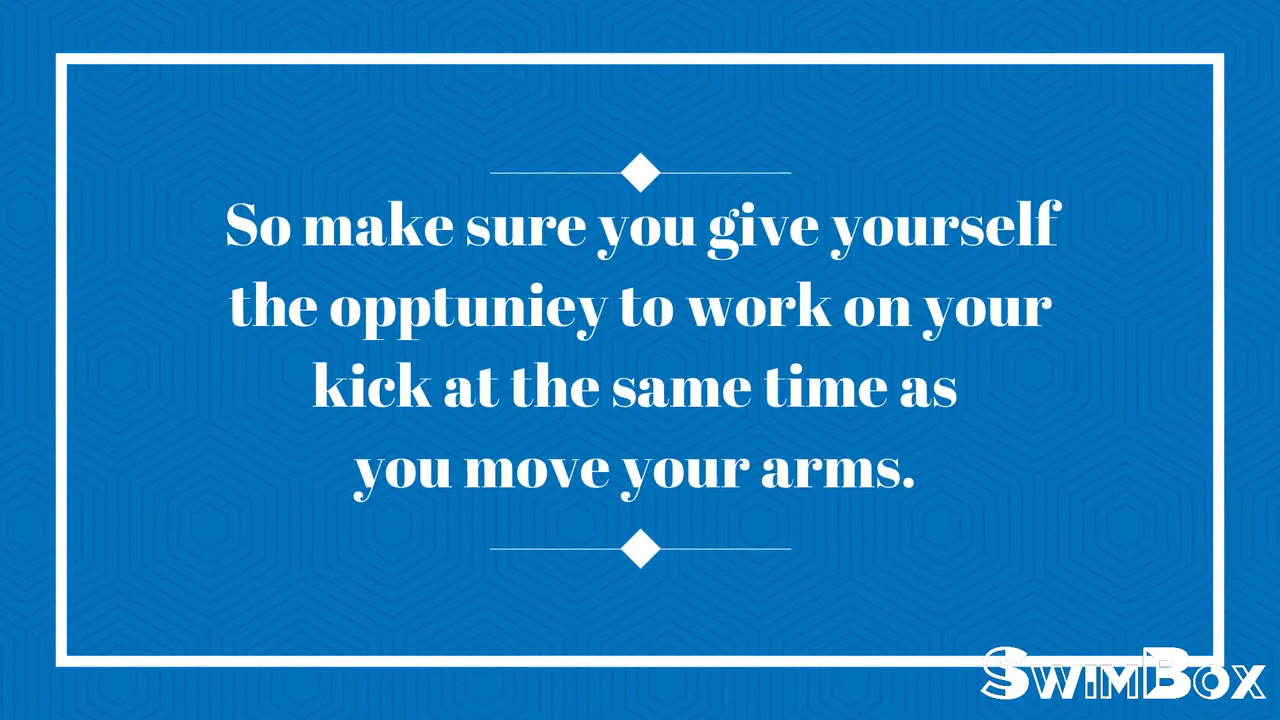 So make sure you give yourself
the opptuniey to work on your
kick at the same time as
you move your arms.
SWIMBOX